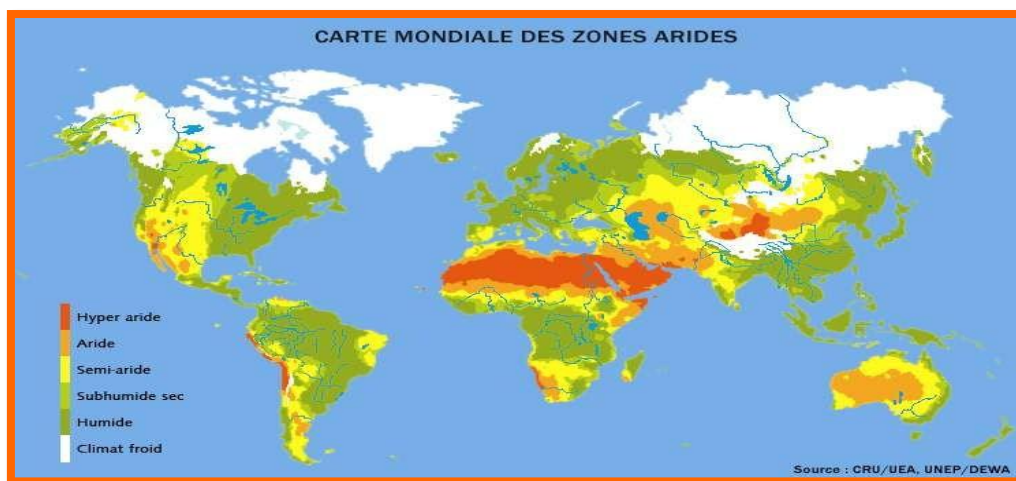 CARTE MONDIALE DES ZONES ARIDES
Hyper aride
Aride
Semi-aride
Subhumide sec
Humide
Climat froid
Source : CRU/UEA, UNEP/DEWA